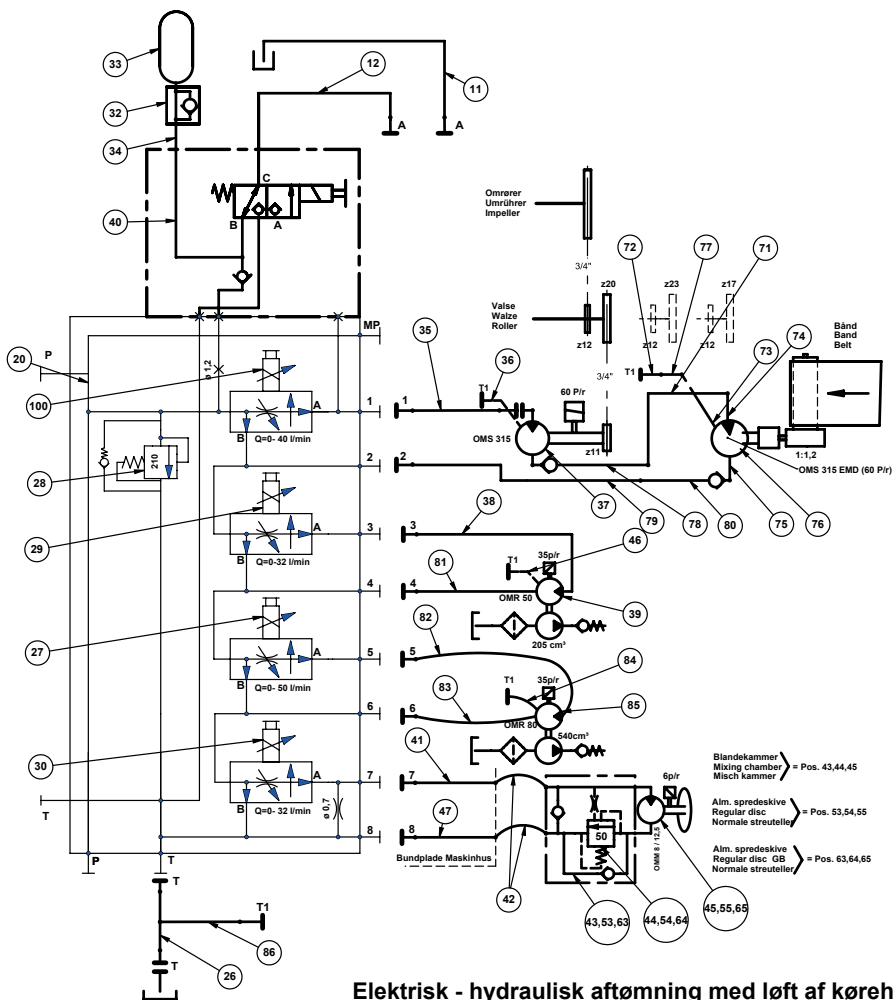 33
12
32
11
34
A
A
C
40
B
A
Omrører
Umrührer
Impeller
72
77
71
3/4"
z20
z23
z17
MP
Valse
Walze
Roller
74
35
z12
z12
z12
Bånd
Band
Belt
20
P
36
73
ø 1,2
T1
T1
3/4"
100
60 P/r
A
1
1
OMS 315
Q=0- 40 l/min
z11
B
1:1,2
2
2
OMS 315 EMD (60 P/r)
210
28
37
38
79
78
80
75
76
46
29
A
3
3
35p/r
B
Q=0-32 l/min
T1
81
4
4
OMR 50
39
27
82
205 cm³
84
A
5
5
35p/r
B
Q=0- 50 l/min
T1
83
85
6
6
OMR 80
30
540cm³
41
6p/r
Blandekammer
Mixing chamber
Misch kammer
= Pos. 43,44,45
A
7
7
B
Q=0- 32 l/min
47
ø 0,7
Alm. spredeskive
Regular disc
Normale streuteller
= Pos. 53,54,55
T
50
8
8
OMM 8 / 12,5
Bundplade Maskinhus
Alm. spredeskive
Regular disc GB
Normale streuteller
= Pos. 63,64,65
P
T
T
42
43,53,63
44,54,64
45,55,65
T1
86
26
T
Elektrisk - hydraulisk aftømning med løft af køreh